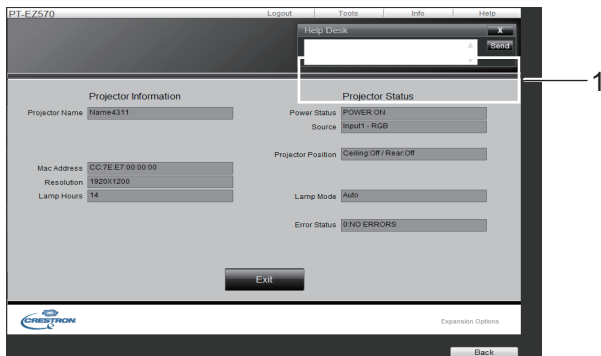 PT-EZ570
Logout Tools Info Help
Help Desk X
Send
1
Projector Information
Projector Status
Projector Name Name4311
Power Status POWER ON
Source Input1 - RGB
Projector Position Ceiling:Off / Rear:Off
Mac Address CC:7E:E7:00:00:00
Resolution 1920X1200
Lamp Hours 14
Lamp Mode Auto
Error Status 0:NO ERRORS
Exit
CRESTRON
Expansion Options
Back